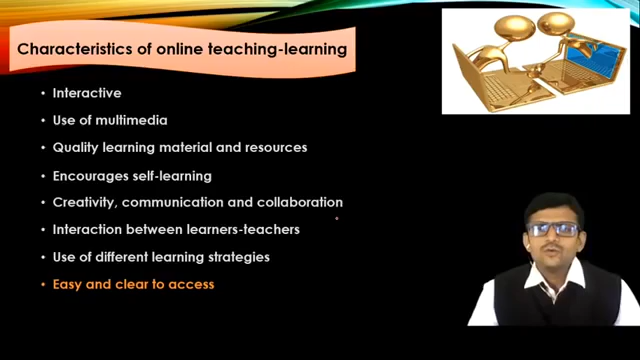 Characteristics of online teaching-learning
• Interactive
• Use of multimedia
• Quality learning material and resources
• Encourages self-learning
• Creativity, communication and collaboration
• Interaction between learners-teachers
• Use of different learning strategies
• Easy and clear to access